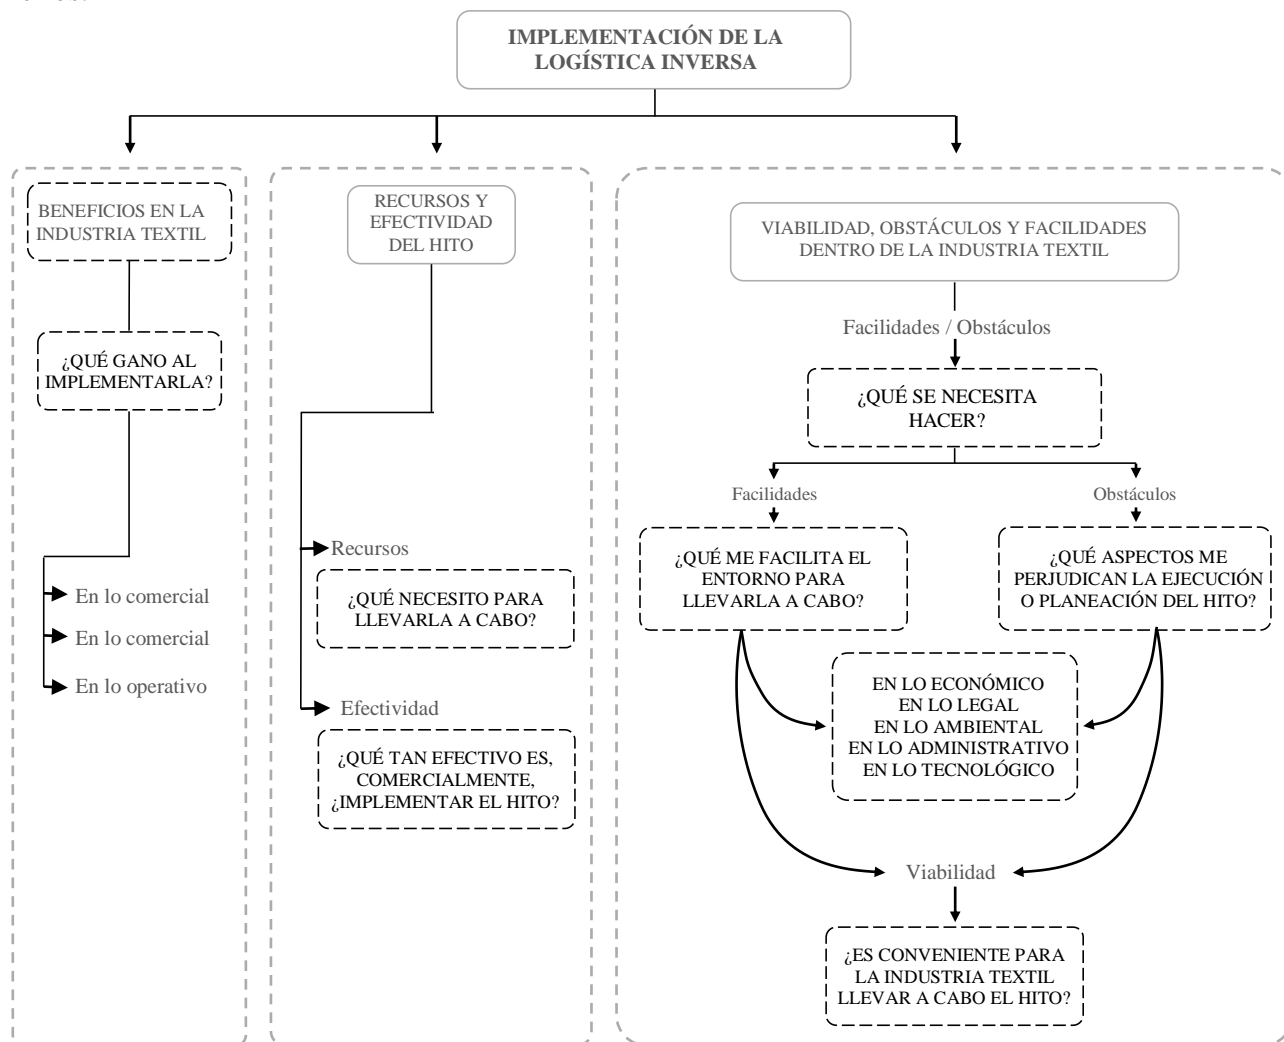 IMPLEMENTACIÓN DE LA
LOGÍSTICA INVERSA
BENEFICIOS EN LA
INDUSTRIA TEXTIL
¿QUÉ GANO AL
IMPLEMENTARLA?
En lo comercial
En lo comercial
En lo operativo
RECURSOS Y
EFECTIVIDAD
DEL HITO
Recursos
¿QUÉ NECESITO PARA
LLEVARLA A CABO?
Efectividad
¿QUÉ TAN EFECTIVO ES,
COMERCIALMENTE,
¿IMPLEMENTAR EL HITO?
VIABILIDAD, OBSTÁCULOS Y FACILIDADES
DENTRO DE LA INDUSTRIA TEXTIL
Facilidades / Obstáculos
¿QUÉ SE NECESITA
HACER?
Facilidades
¿QUÉ ME FACILITA EL
ENTORNO PARA
LLEVARLA A CABO?
Obstáculos
¿QUÉ ASPECTOS ME
PERJUDICAN LA EJECUCIÓN
O PLANEACIÓN DEL HITO?
EN LO ECONÓMICO
EN LO LEGAL
EN LO AMBIENTAL
EN LO ADMINISTRATIVO
EN LO TECNOLÓGICO
Viabilidad
¿ES CONVENIENTE PARA
LA INDUSTRIA TEXTIL
LLEVAR A CABO EL HITO?